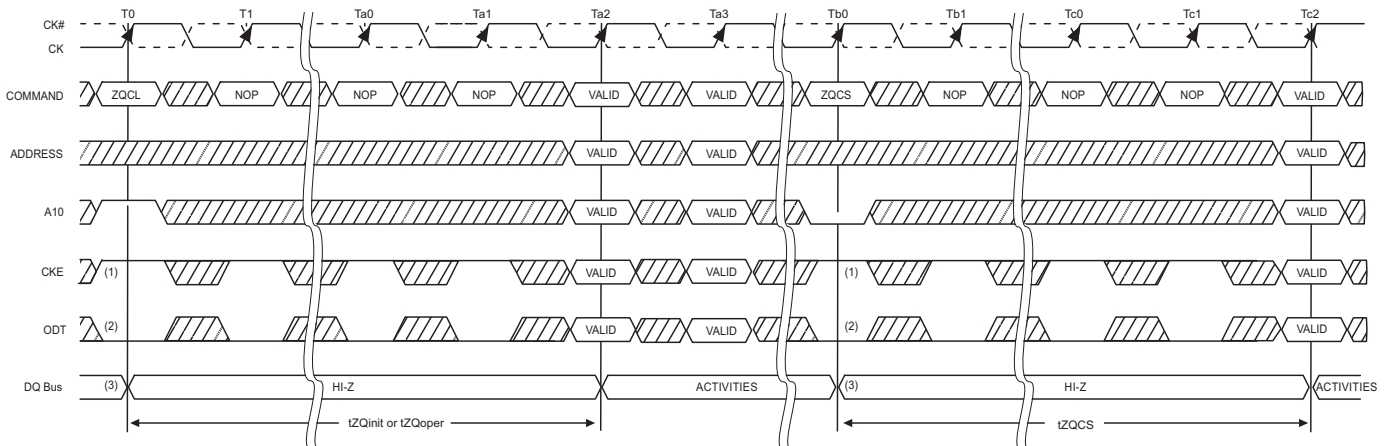 T0 T1 Ta0 Ta1 Ta2 Ta3 Tb0 Tb1 Tc0 Tc1 Tc2
CK#
CK
COMMAND ZQCL NOP NOP NOP VALID VALID ZQCS NOP NOP NOP VALID
ADDRESS VALID VALID VALID
A10 VALID VALID VALID
CKE (1) VALID VALID (1) VALID
ODT (2) VALID VALID (2) VALID
DQ Bus (3) HI-Z ACTIVITIES (3) HI-Z ACTIVITIES
tZQinit or tZQoper tZQCS